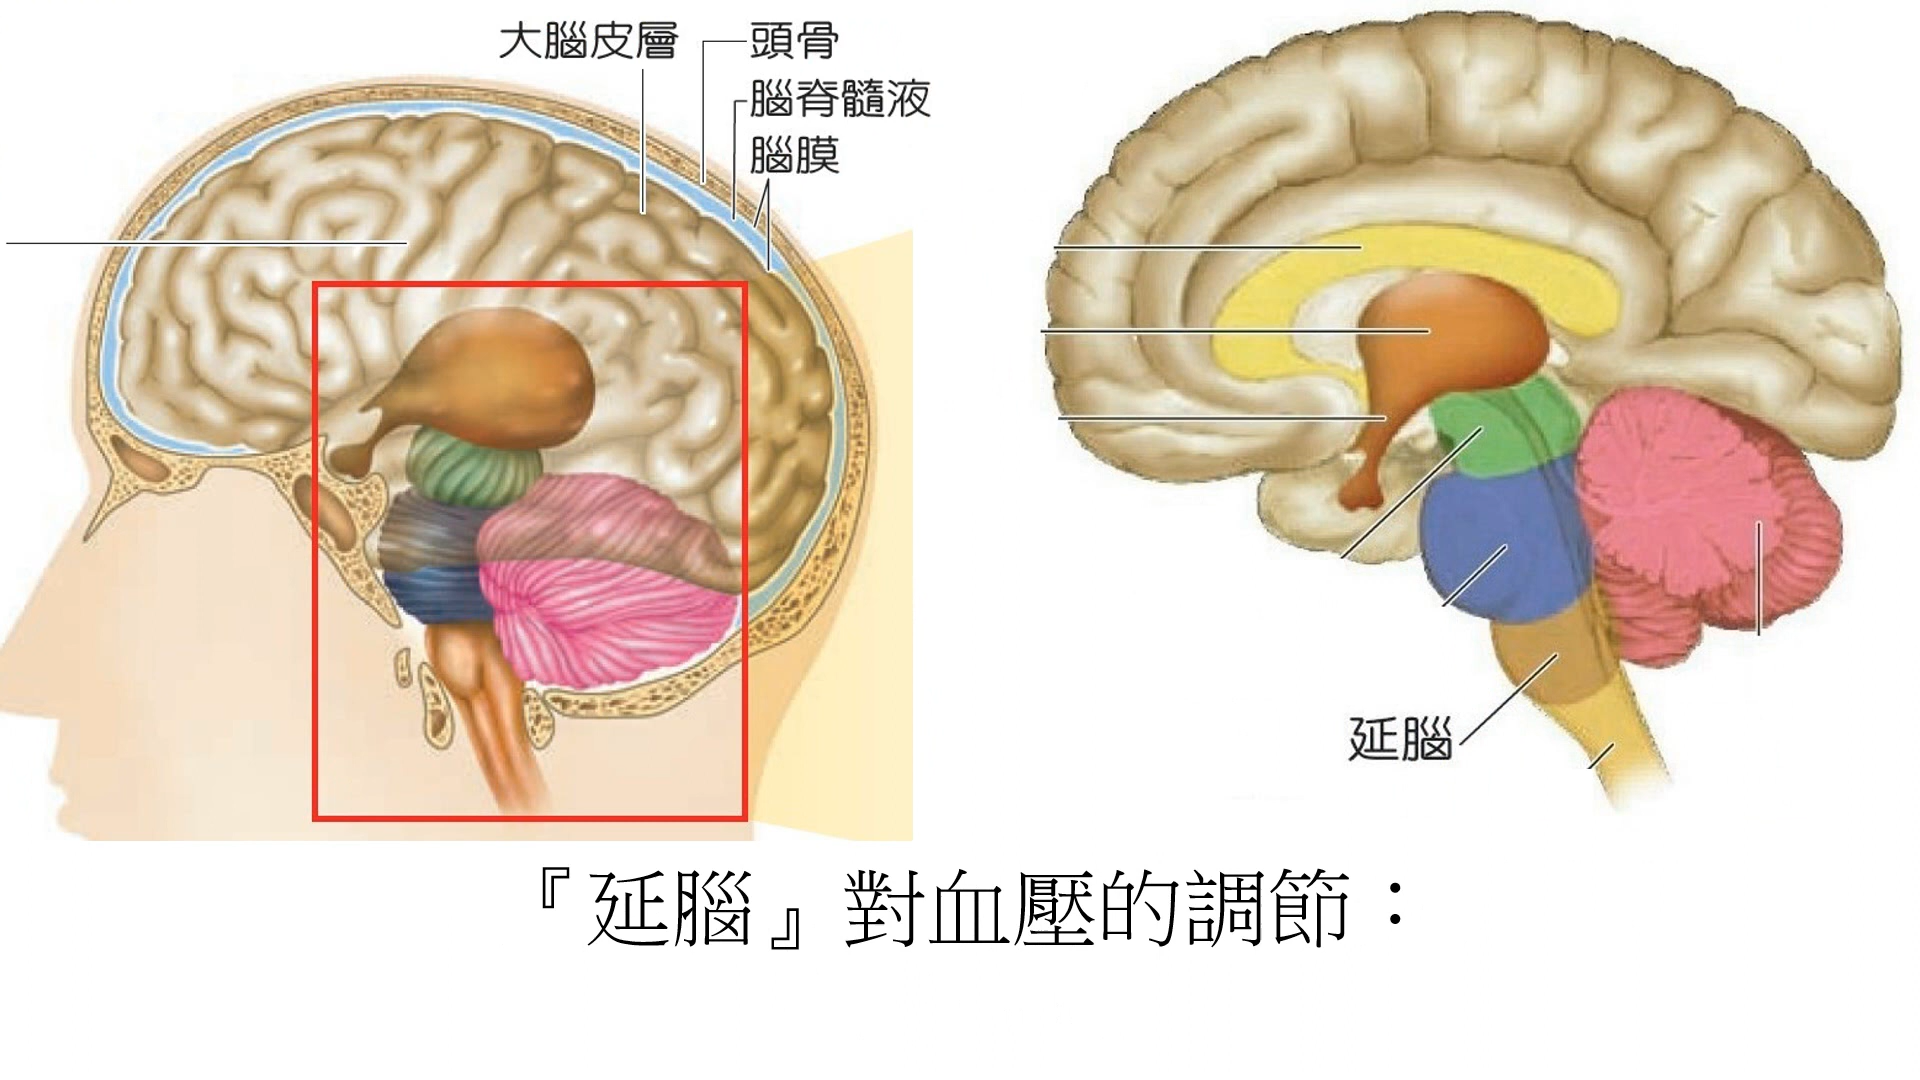 大腦皮層
頭骨
腦脊髓液
腦膜
延腦
『延腦』對血壓的調節：